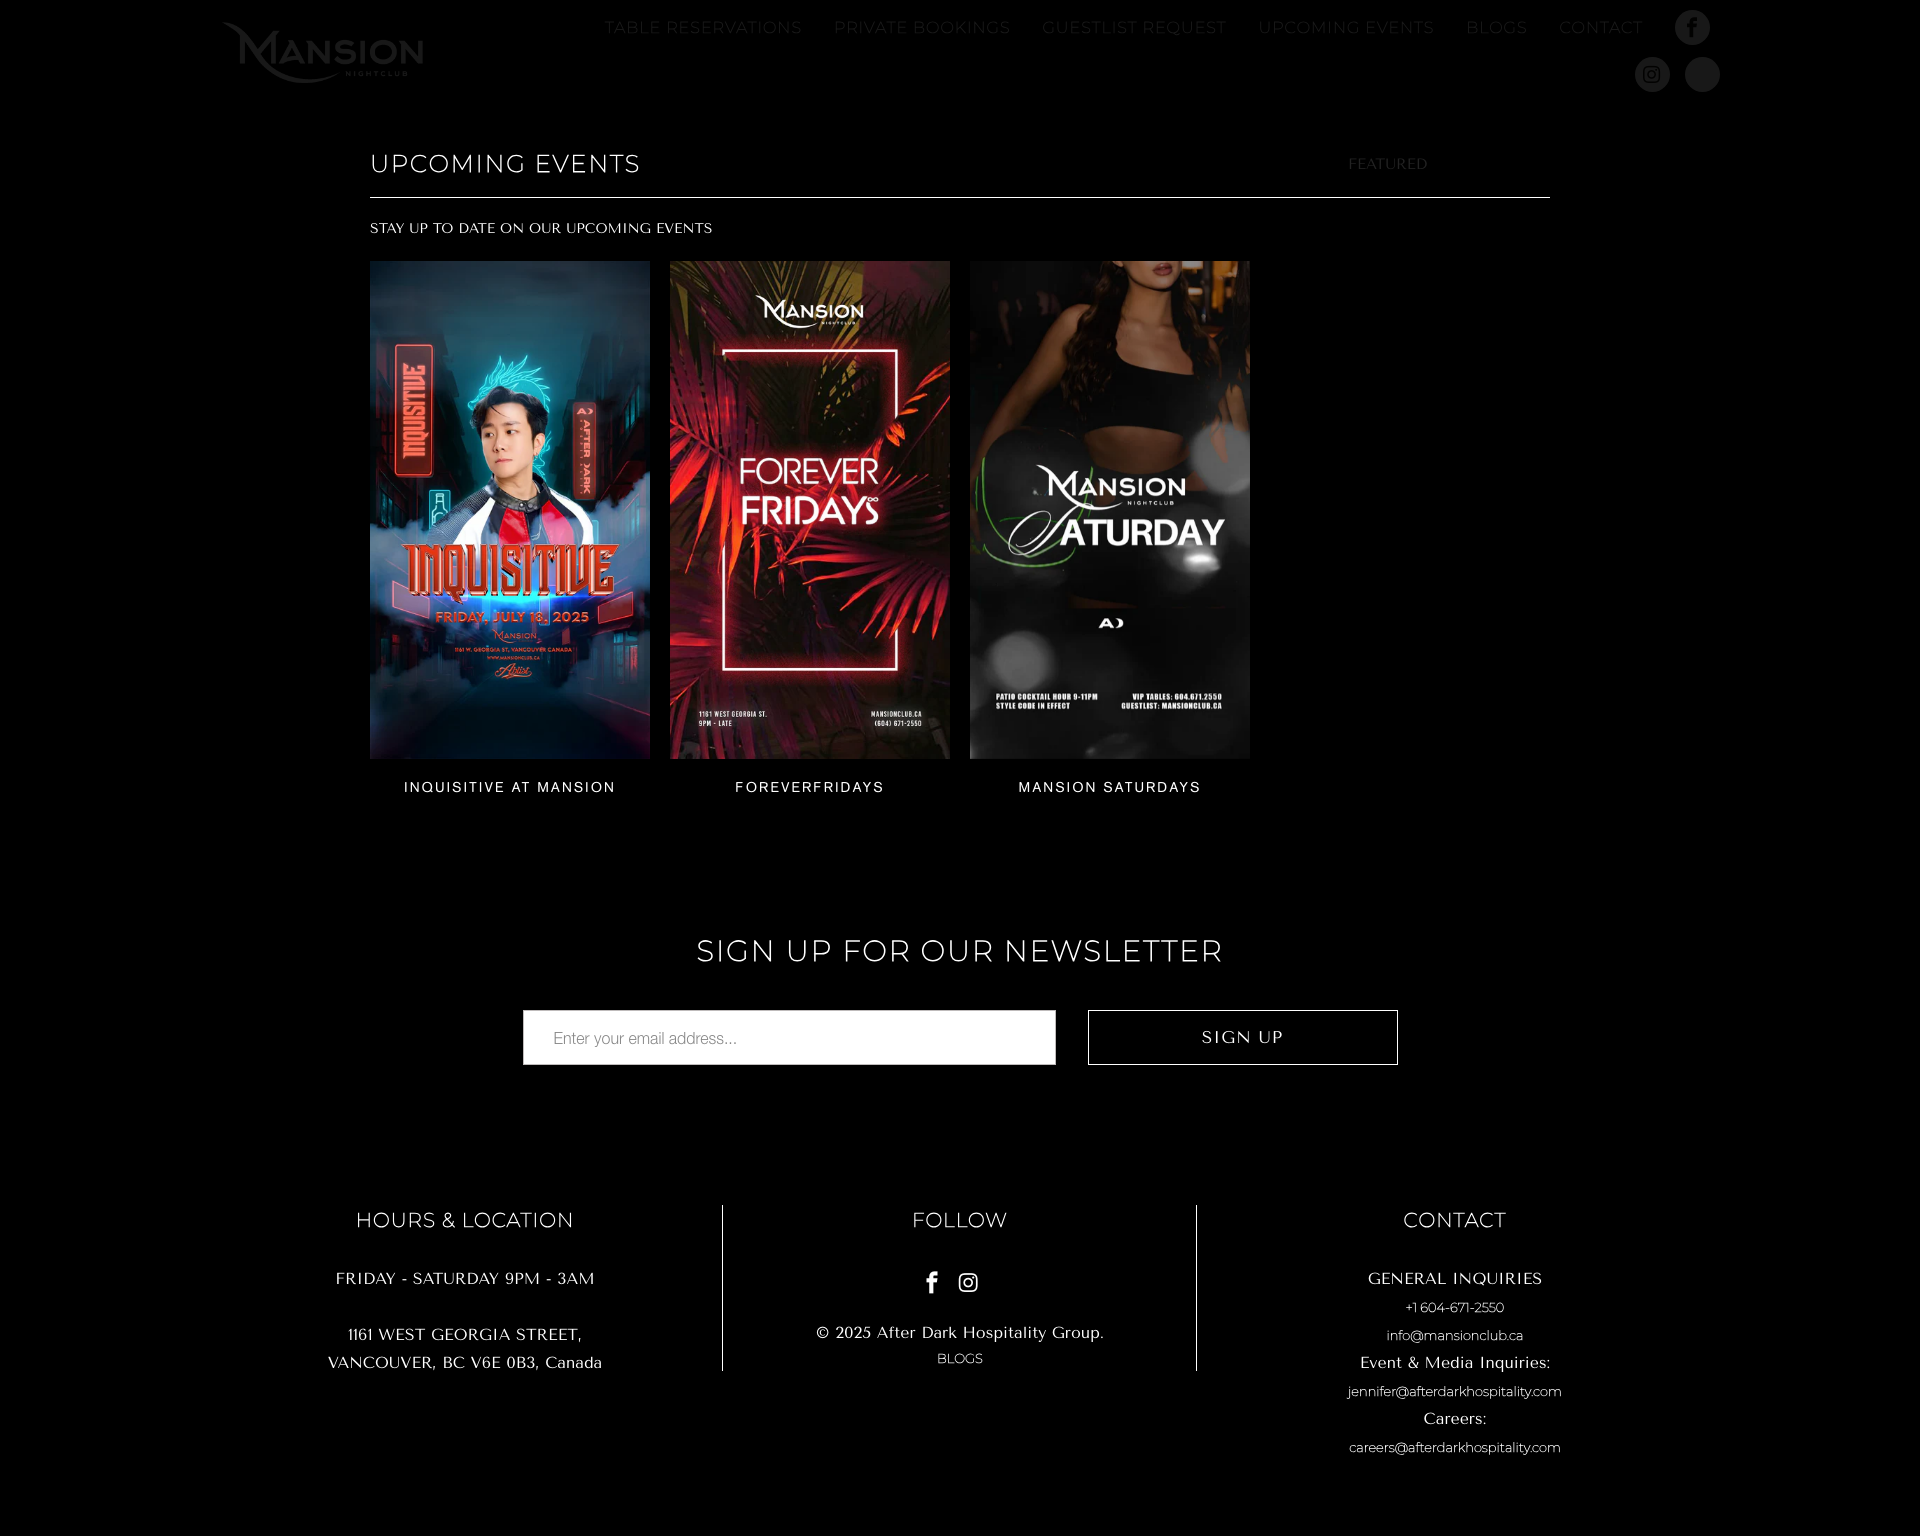 MANSION
NIGHTCLUB
TABLE RESERVATIONS
PRIVATE BOOKINGS
GUESTLIST REQUEST
UPCOMING EVENTS
BLOGS
CONTACT
UPCOMING EVENTS
FEATURED
STAY UP TO DATE ON OUR UPCOMING EVENTS
INQUISITIVE
AFTER DARK
INQUISITIVE
FRIDAY, JULY 18, 2025
MANSION
1161 W. GEORGIA ST, VANCOUVER CANADA
WWW.MANSIONCLUB.CA
MANSION
NIGHTCLUB
FOREVER
FRIDAYS
1161 WEST GEORGIA ST.
9PM - LATE
MANSIONCLUB.CA
(604) 671-2550
MANSION
NIGHTCLUB
SATURDAY
PATIO COCKTAIL HOUR 9-11PM
STYLE CODE IN EFFECT
VIP TABLES: 604.671.2550
GUESTLIST: MANSIONCLUB.CA
INQUISITIVE AT MANSION
FOREVERFRIDAYS
MANSION SATURDAYS
SIGN UP FOR OUR NEWSLETTER
Enter your email address...
SIGN UP
HOURS & LOCATION
FRIDAY - SATURDAY 9PM - 3AM
1161 WEST GEORGIA STREET,
VANCOUVER, BC V6E 0B3, Canada
FOLLOW
© 2025 After Dark Hospitality Group.
BLOGS
CONTACT
GENERAL INQUIRIES
+1 604-671-2550
info@mansionclub.ca
Event & Media Inquiries:
jennifer@afterdarkhospitality.com
Careers:
careers@afterdarkhospitality.com